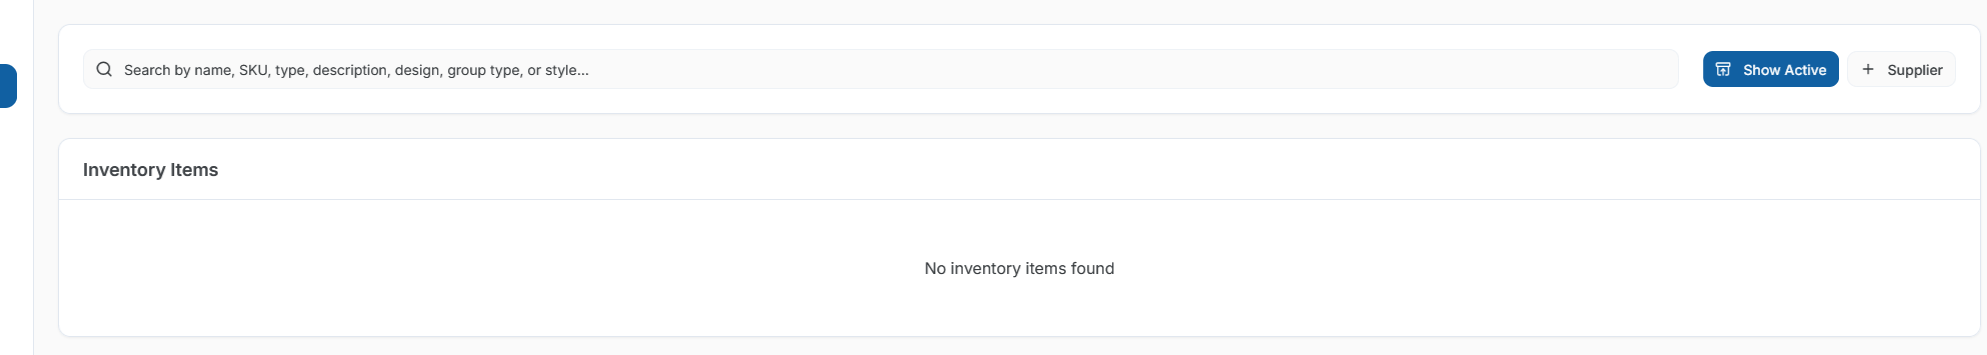 Search by name, SKU, type, description, design, group type, or style...
Show Active
Supplier
Inventory Items
No inventory items found